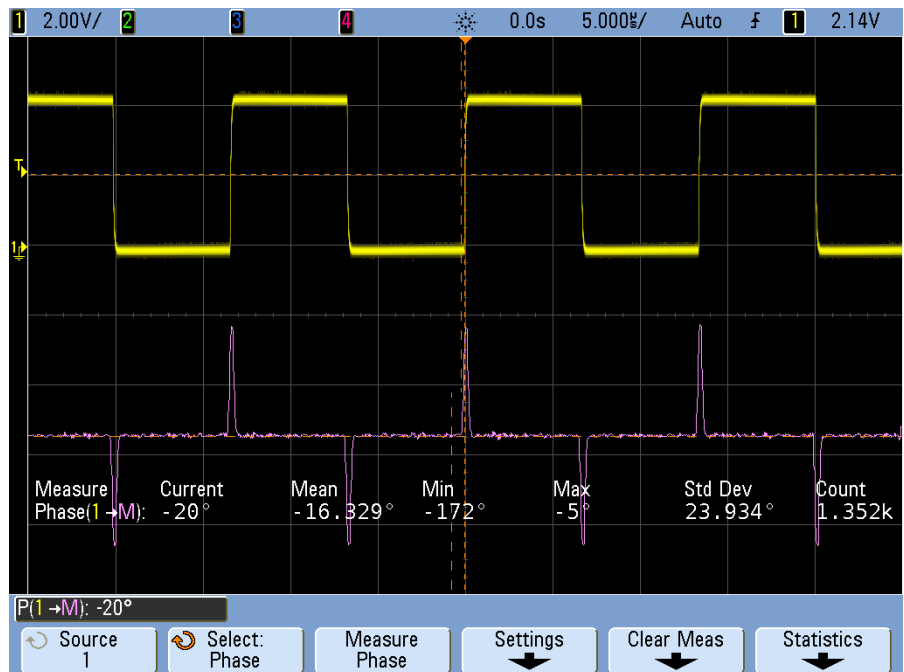 1 2.00V/ 2 3 4 0.0s 5.000㎲/ Auto 1 2.14V
T
1
Measure Current Mean Min Max Std Dev Count
Phase(1→M): -20° -16.329° -172° -5° 23.934° 1.352k
P(1→M): -20°
Source Select: Measure Settings Clear Meas Statistics
1 Phase Phase